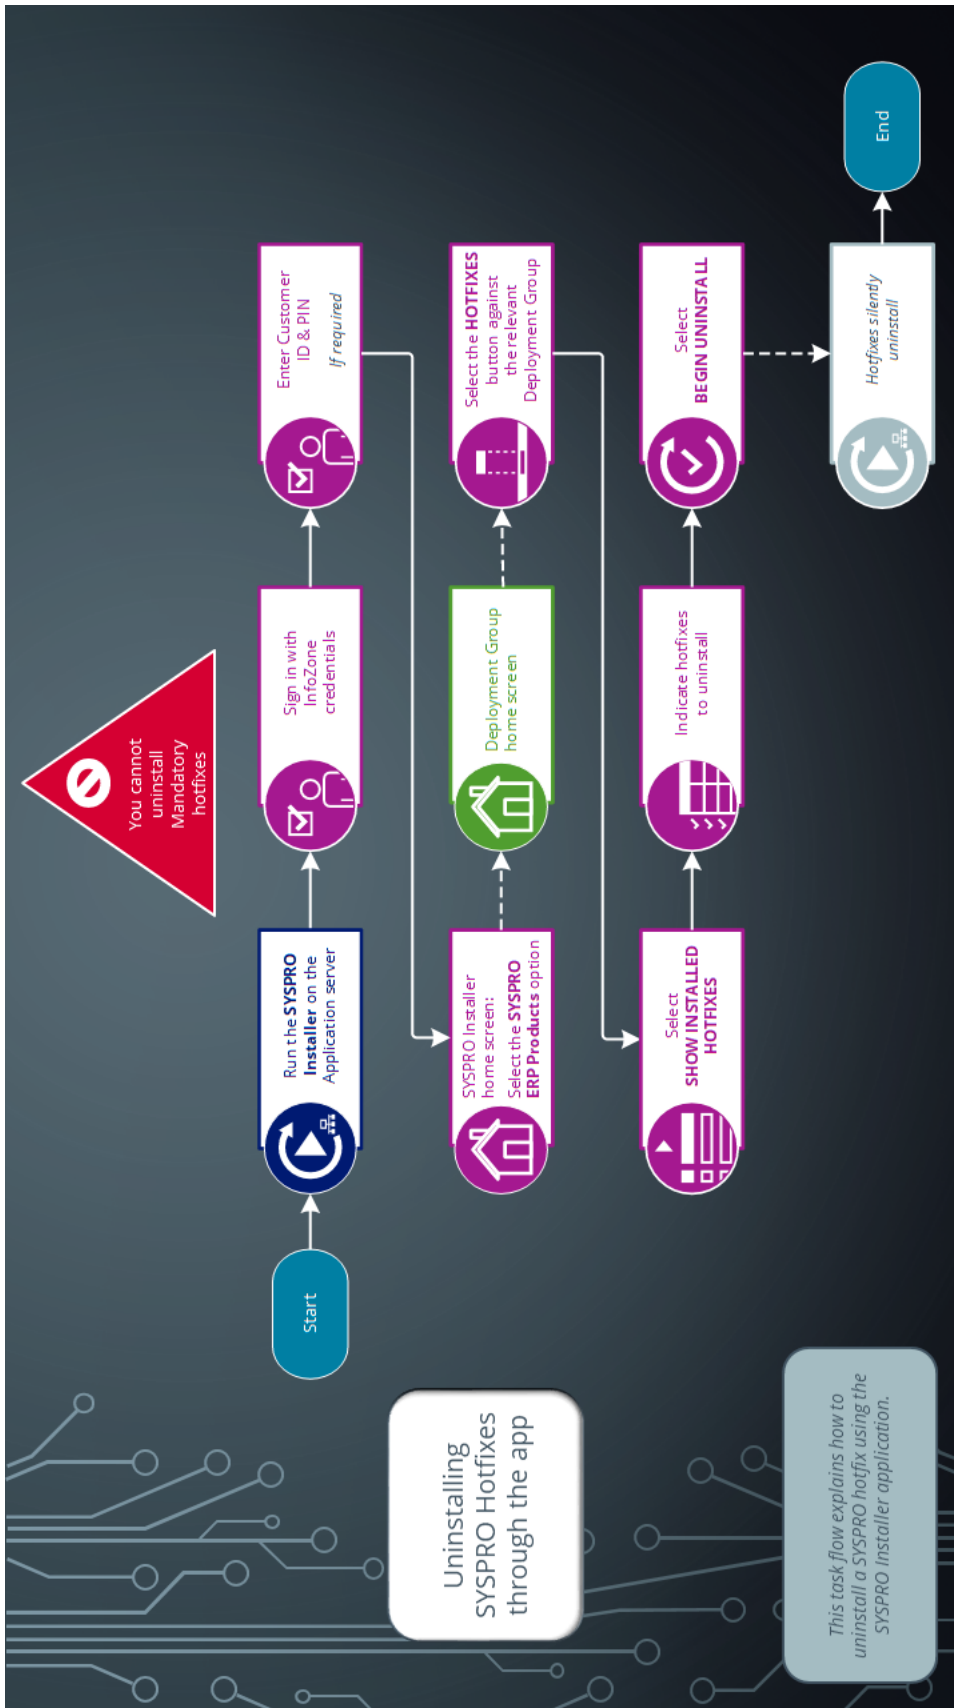 Uninstalling
SYSPRO Hotfixes
through the app
This task flow explains how to
uninstall a SYSPRO hotfix using the
SYSPRO Installer application.
You cannot
uninstall
Mandatory
hotfixes
Start
Run the SYSPRO
Installer on the
Application server
Sign in with
InfoZone
credentials
Enter Customer
ID & PIN
If required
SYSPRO Installer
home screen:
Select the SYSPRO
ERP Products option
Deployment Group
home screen
Select the HOTFIXES
button against
the relevant
Deployment Group
Select
SHOW INSTALLED
HOTFIXES
Indicate hotfixes
to uninstall
Select
BEGIN UNINSTALL
Hotfixes silently
uninstall
End